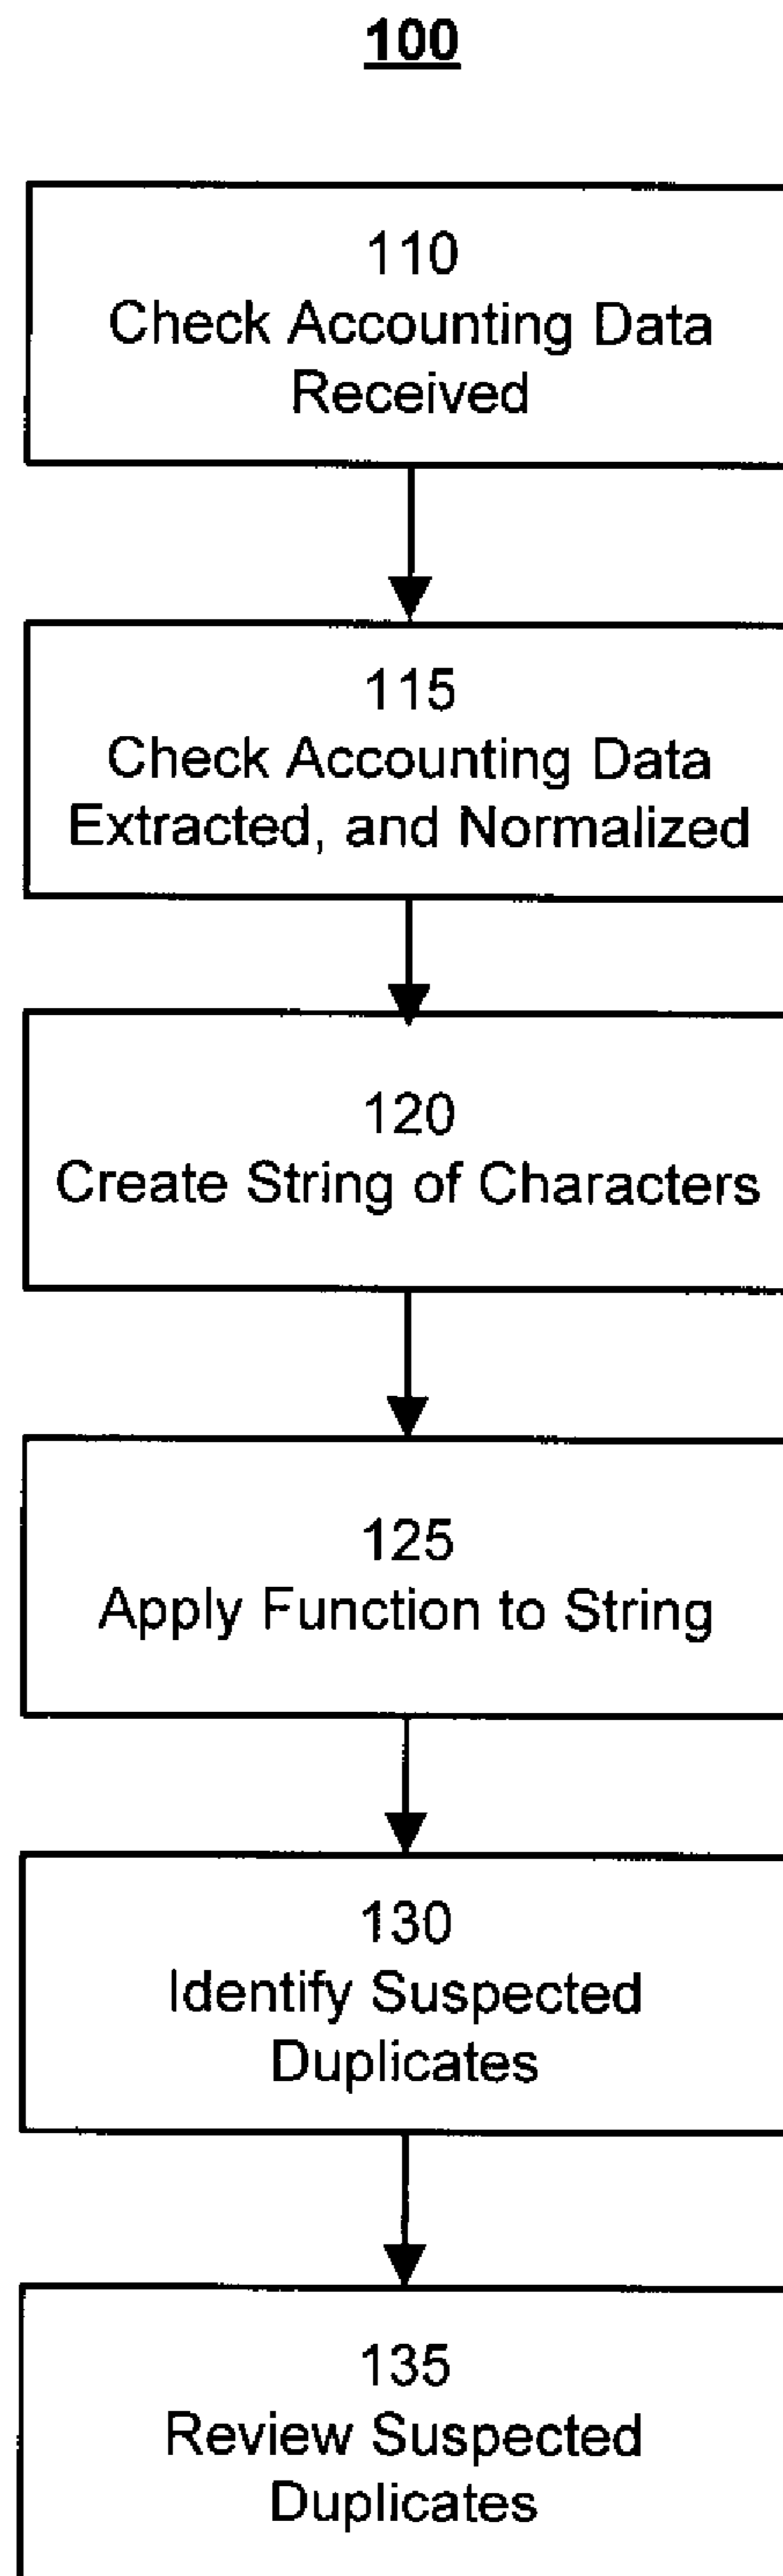 100
110
Check Accounting Data
Received
115
Check Accounting Data
Extracted, and Normalized
120
Create String of Characters
125
Apply Function to String
130
Identify Suspected
Duplicates
135
Review Suspected
Duplicates